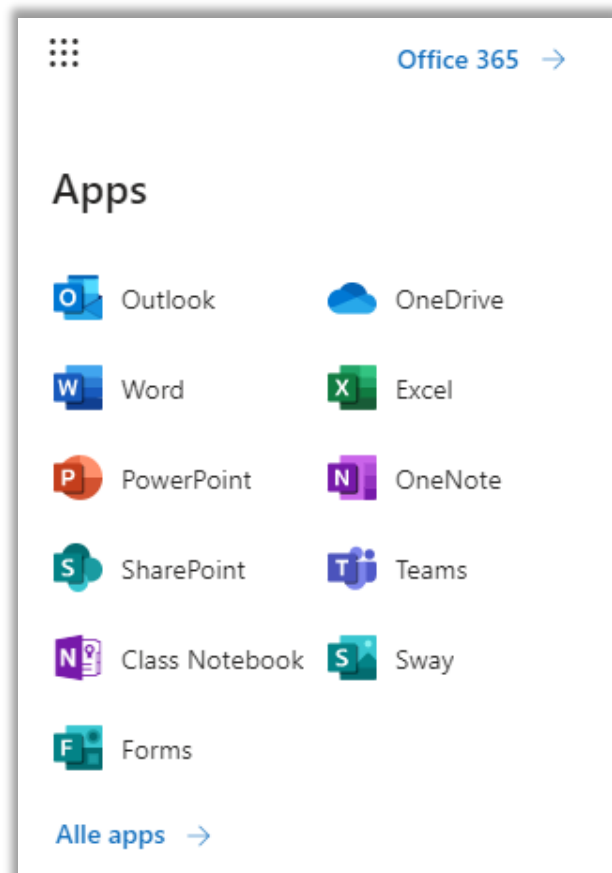 Office 365
Apps
Outlook OneDrive
Word Excel
PowerPoint OneNote
SharePoint Teams
Class Notebook Sway
Forms
Alle apps